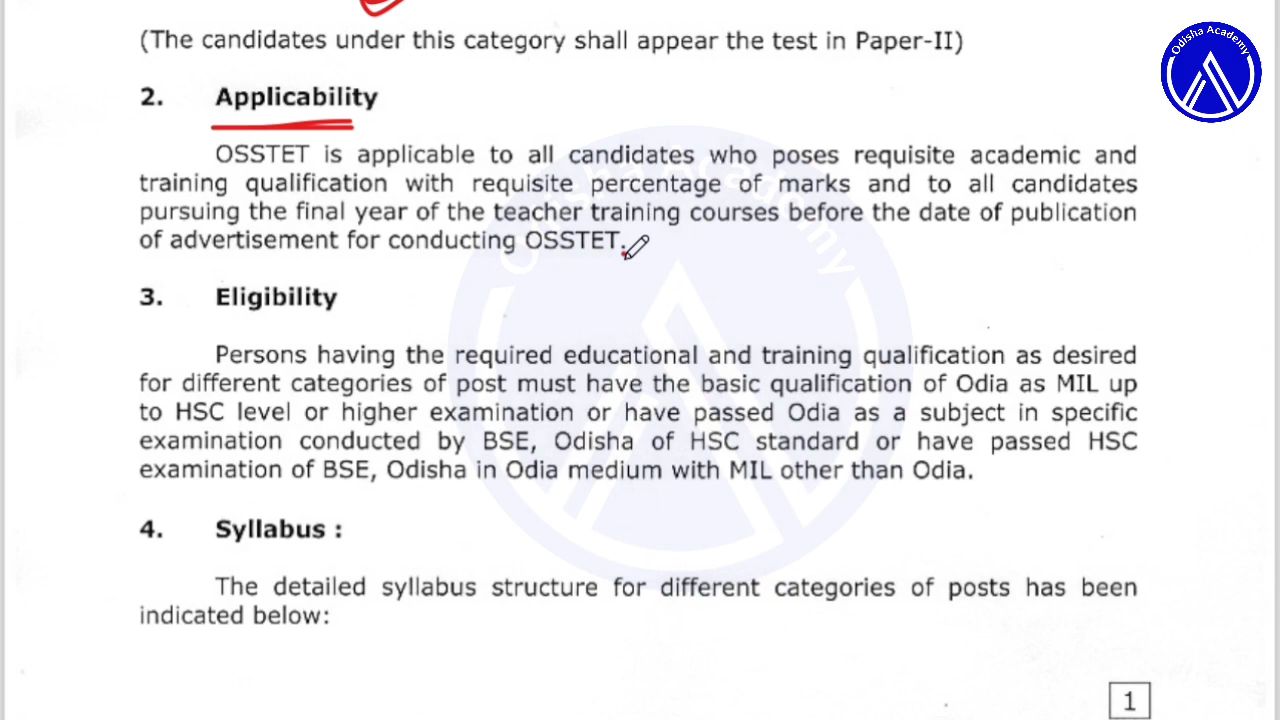 (The candidates under this category shall appear the test in Paper-II)
Odisha Academy
2. Applicability
OSSTET is applicable to all candidates who poses requisite academic and
training qualification with requisite percentage of marks and to all candidates
pursuing the final year of the teacher training courses before the date of publication
of advertisement for conducting OSSTET.
Odisha Academy
3. Eligibility
Persons having the required educational and training qualification as desired
for different categories of post must have the basic qualification of Odia as MIL up
to HSC level or higher examination or have passed Odia as a subject in specific
examination conducted by BSE, Odisha of HSC standard or have passed HSC
examination of BSE, Odisha in Odia medium with MIL other than Odia.
4. Syllabus :
The detailed syllabus structure for different categories of posts has been
indicated below:
1